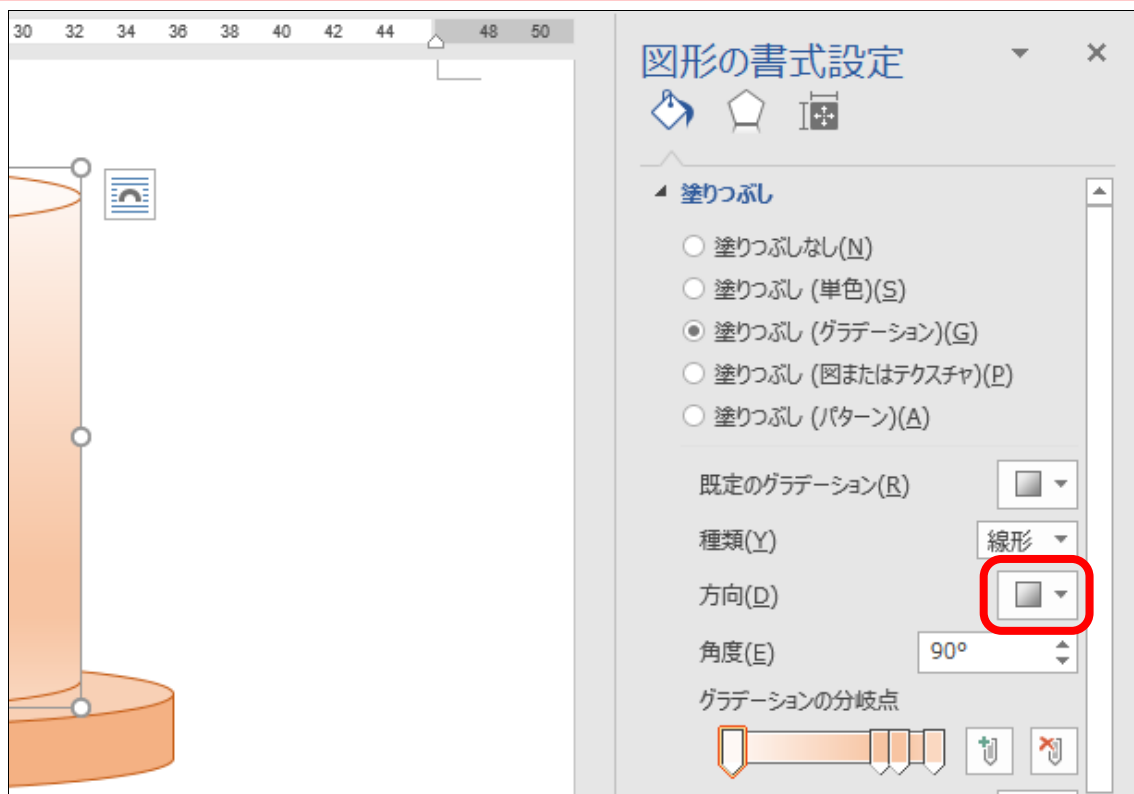 30 32 34 36 38 40 42 44 48 50
図形の書式設定
塗りつぶし
塗りつぶしなし(N)
塗りつぶし (単色)(S)
塗りつぶし (グラデーション)(G)
塗りつぶし (図またはテクスチャ)(P)
塗りつぶし (パターン)(A)
既定のグラデーション(R)
種類(Y) 線形
方向(D)
角度(E) 90°
グラデーションの分岐点